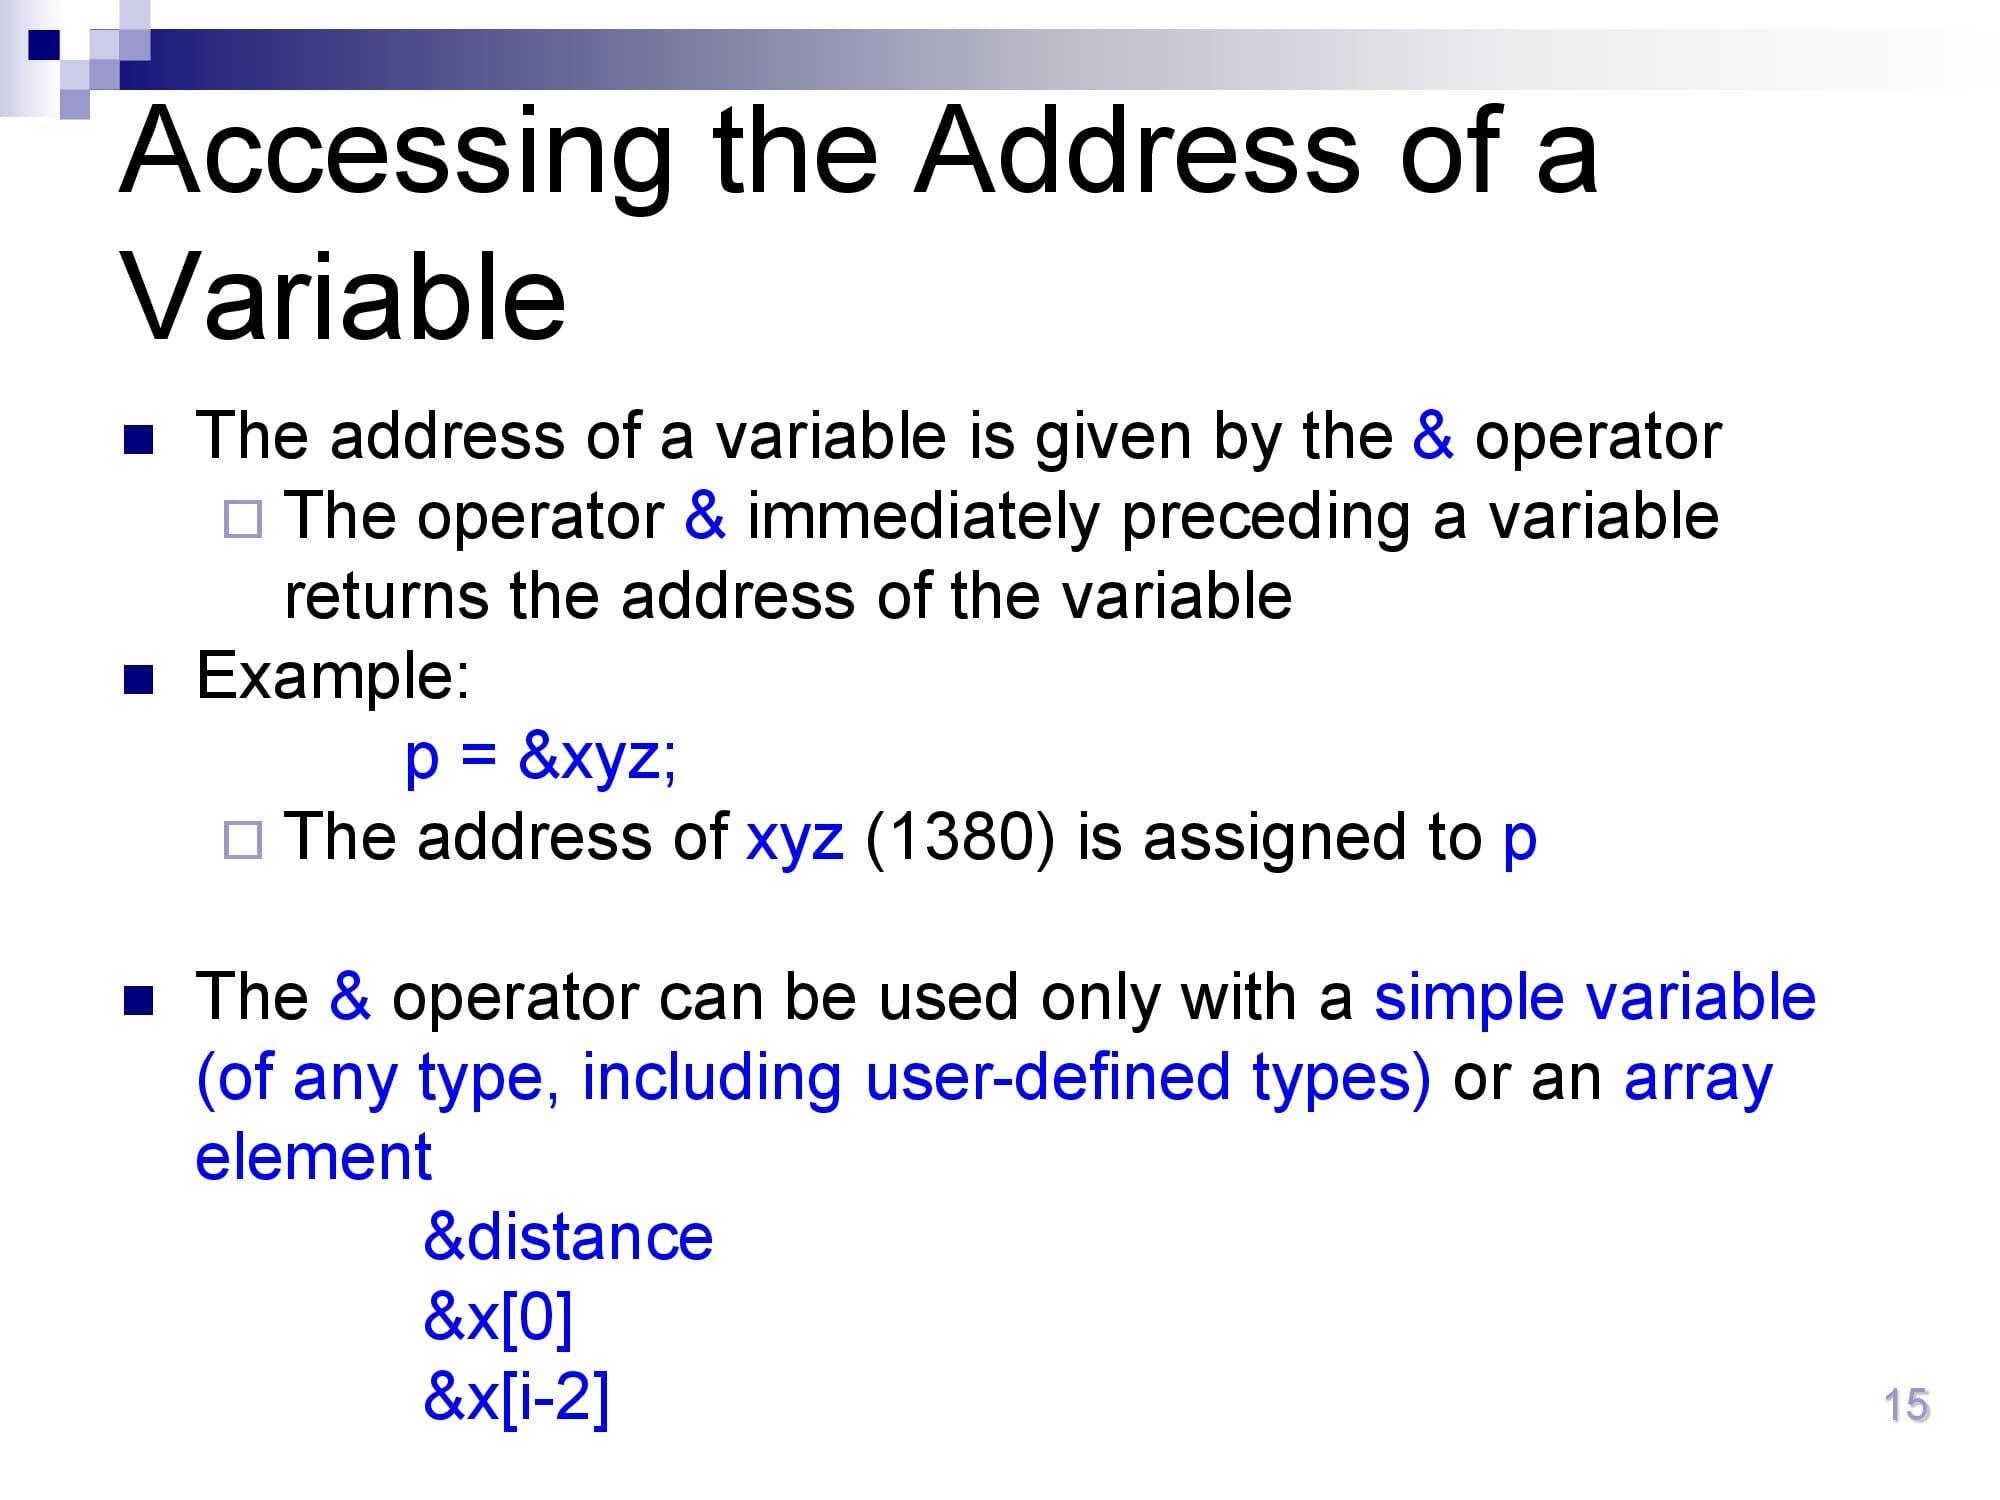 Accessing the Address of a
Variable
The address of a variable is given by the & operator
The operator & immediately preceding a variable
returns the address of the variable
Example:
p = &xyz;
The address of xyz (1380) is assigned to p
The & operator can be used only with a simple variable
(of any type, including user-defined types) or an array
element
&distance
&x[0]
&x[i-2]
15